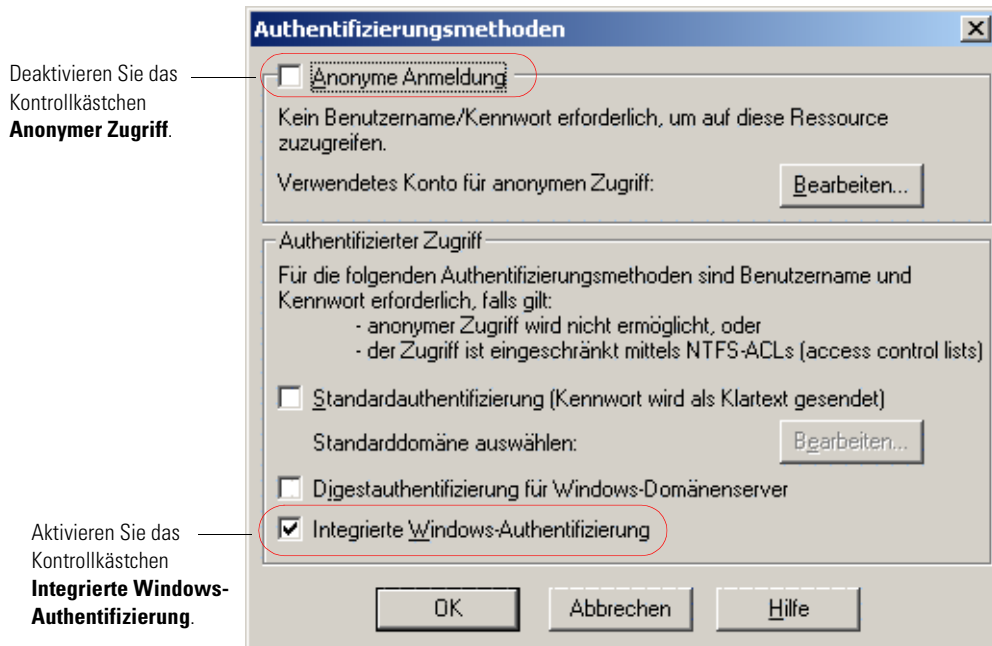 Authentifizierungsmethoden
Deaktivieren Sie das
Kontrollkästchen
Anonymer Zugriff.
Anonyme Anmeldung
Kein Benutzername/Kennwort erforderlich, um auf diese Ressource
zuzugreifen.
Verwendetes Konto für anonymen Zugriff:
Bearbeiten...
Authentifizierter Zugriff
Für die folgenden Authentifizierungsmethoden sind Benutzername und
Kennwort erforderlich, falls gilt:
- anonymer Zugriff wird nicht ermöglicht, oder
- der Zugriff ist eingeschränkt mittels NTFS-ACLs (access control lists)
Standardauthentifizierung (Kennwort wird als Klartext gesendet)
Standarddomäne auswählen:
Bearbeiten...
Digestauthentifizierung für Windows-Domänenserver
Integrierte Windows-Authentifizierung
Aktivieren Sie das
Kontrollkästchen
Integrierte Windows-
Authentifizierung.
OK
Abbrechen
Hilfe